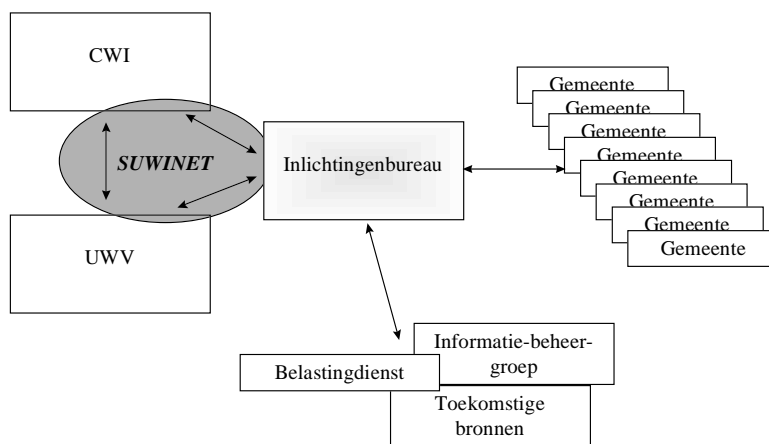 CWI
SUWINET
UWV
Inlichtingenbureau
Gemeente
Gemeente
Gemeente
Gemeente
Gemeente
Gemeente
Gemeente
Gemeente
Informatie-beheer-
groep
Belastingdienst
Toekomstige
bronnen